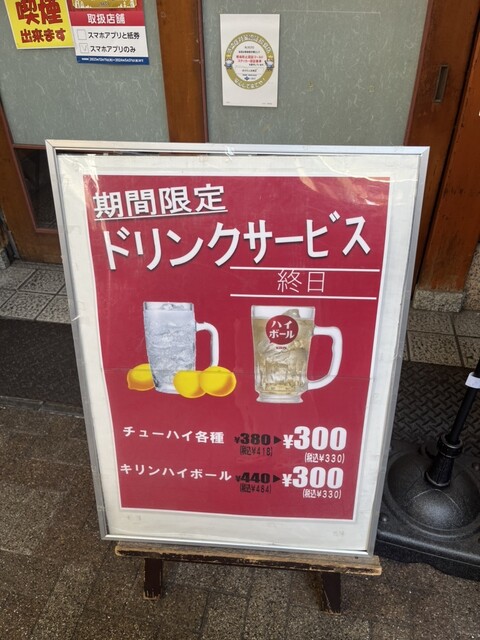 喫煙
出来ます
取扱店舗
スマホアプリと紙券
スマホアプリのみ
期間限定
ドリンクサービス
終日
ハイ
ボール
チューハイ各種 ¥380▶¥300
(税込¥418) (税込¥330)
キリンハイボール ¥440▶¥300
(税込¥484) (税込¥330)